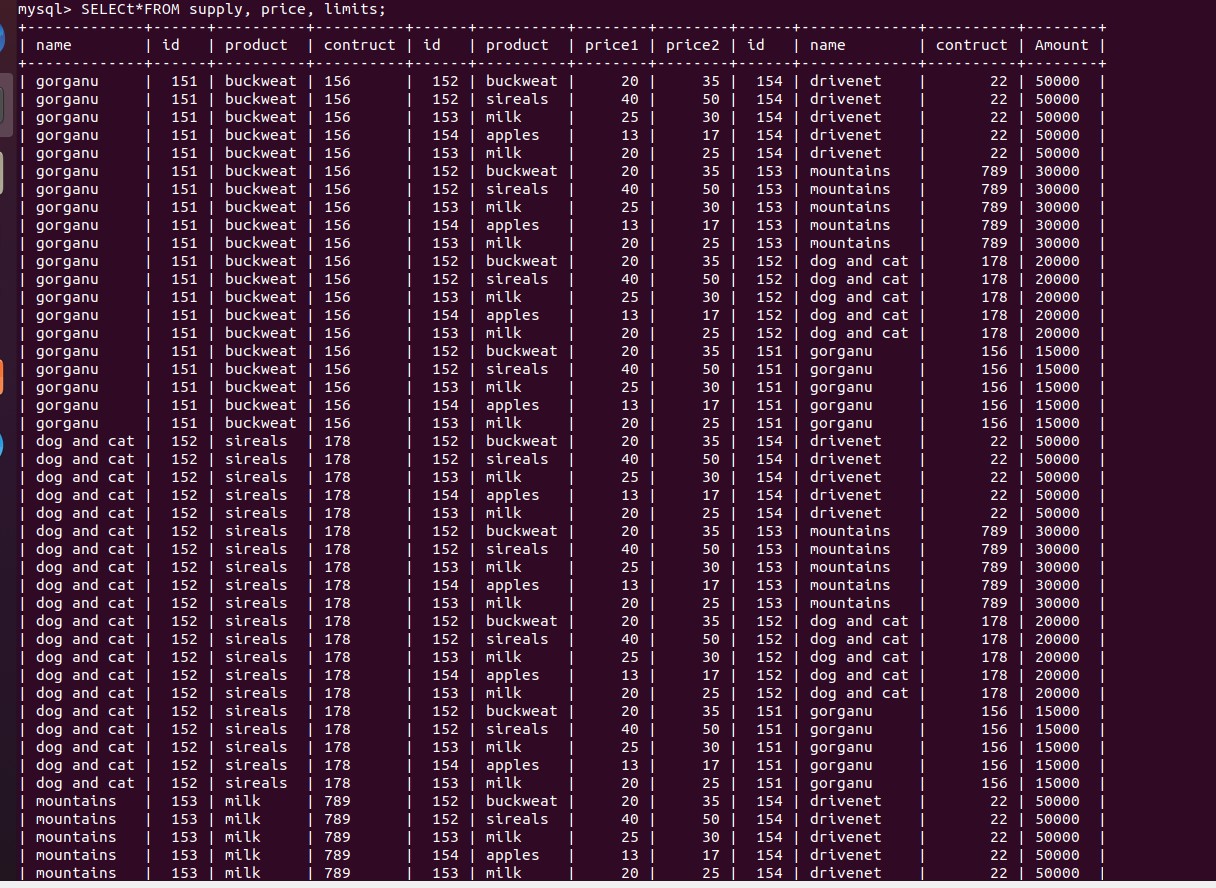 mysql> SELECt*FROM supply, price, limits;
+-------------+------+----------+----------+------+----------+--------+--------+------+-------------+----------+--------+
| name        | id   | product  | contruct | id   | product  | price1 | price2 | id   | name        | contruct | Amount |
+-------------+------+----------+----------+------+----------+--------+--------+------+-------------+----------+--------+
| gorganu     |  151 | buckweat | 156      |  152 | buckweat |     20 |     35 |  154 | drivenet    |       22 | 50000  |
| gorganu     |  151 | buckweat | 156      |  152 | sireals  |     40 |     50 |  154 | drivenet    |       22 | 50000  |
| gorganu     |  151 | buckweat | 156      |  153 | milk     |     25 |     30 |  154 | drivenet    |       22 | 50000  |
| gorganu     |  151 | buckweat | 156      |  154 | apples   |     13 |     17 |  154 | drivenet    |       22 | 50000  |
| gorganu     |  151 | buckweat | 156      |  153 | milk     |     20 |     25 |  154 | drivenet    |       22 | 50000  |
| gorganu     |  151 | buckweat | 156      |  152 | buckweat |     20 |     35 |  153 | mountains   |      789 | 30000  |
| gorganu     |  151 | buckweat | 156      |  152 | sireals  |     40 |     50 |  153 | mountains   |      789 | 30000  |
| gorganu     |  151 | buckweat | 156      |  153 | milk     |     25 |     30 |  153 | mountains   |      789 | 30000  |
| gorganu     |  151 | buckweat | 156      |  154 | apples   |     13 |     17 |  153 | mountains   |      789 | 30000  |
| gorganu     |  151 | buckweat | 156      |  153 | milk     |     20 |     25 |  153 | mountains   |      789 | 30000  |
| gorganu     |  151 | buckweat | 156      |  152 | buckweat |     20 |     35 |  152 | dog and cat |      178 | 20000  |
| gorganu     |  151 | buckweat | 156      |  152 | sireals  |     40 |     50 |  152 | dog and cat |      178 | 20000  |
| gorganu     |  151 | buckweat | 156      |  153 | milk     |     25 |     30 |  152 | dog and cat |      178 | 20000  |
| gorganu     |  151 | buckweat | 156      |  154 | apples   |     13 |     17 |  152 | dog and cat |      178 | 20000  |
| gorganu     |  151 | buckweat | 156      |  153 | milk     |     20 |     25 |  152 | dog and cat |      178 | 20000  |
| gorganu     |  151 | buckweat | 156      |  152 | buckweat |     20 |     35 |  151 | gorganu     |      156 | 15000  |
| gorganu     |  151 | buckweat | 156      |  152 | sireals  |     40 |     50 |  151 | gorganu     |      156 | 15000  |
| gorganu     |  151 | buckweat | 156      |  153 | milk     |     25 |     30 |  151 | gorganu     |      156 | 15000  |
| gorganu     |  151 | buckweat | 156      |  154 | apples   |     13 |     17 |  151 | gorganu     |      156 | 15000  |
| gorganu     |  151 | buckweat | 156      |  153 | milk     |     20 |     25 |  151 | gorganu     |      156 | 15000  |
| dog and cat |  152 | sireals  | 178      |  152 | buckweat |     20 |     35 |  154 | drivenet    |       22 | 50000  |
| dog and cat |  152 | sireals  | 178      |  152 | sireals  |     40 |     50 |  154 | drivenet    |       22 | 50000  |
| dog and cat |  152 | sireals  | 178      |  153 | milk     |     25 |     30 |  154 | drivenet    |       22 | 50000  |
| dog and cat |  152 | sireals  | 178      |  154 | apples   |     13 |     17 |  154 | drivenet    |       22 | 50000  |
| dog and cat |  152 | sireals  | 178      |  153 | milk     |     20 |     25 |  154 | drivenet    |       22 | 50000  |
| dog and cat |  152 | sireals  | 178      |  152 | buckweat |     20 |     35 |  153 | mountains   |      789 | 30000  |
| dog and cat |  152 | sireals  | 178      |  152 | sireals  |     40 |     50 |  153 | mountains   |      789 | 30000  |
| dog and cat |  152 | sireals  | 178      |  153 | milk     |     25 |     30 |  153 | mountains   |      789 | 30000  |
| dog and cat |  152 | sireals  | 178      |  154 | apples   |     13 |     17 |  153 | mountains   |      789 | 30000  |
| dog and cat |  152 | sireals  | 178      |  153 | milk     |     20 |     25 |  153 | mountains   |      789 | 30000  |
| dog and cat |  152 | sireals  | 178      |  152 | buckweat |     20 |     35 |  152 | dog and cat |      178 | 20000  |
| dog and cat |  152 | sireals  | 178      |  152 | sireals  |     40 |     50 |  152 | dog and cat |      178 | 20000  |
| dog and cat |  152 | sireals  | 178      |  153 | milk     |     25 |     30 |  152 | dog and cat |      178 | 20000  |
| dog and cat |  152 | sireals  | 178      |  154 | apples   |     13 |     17 |  152 | dog and cat |      178 | 20000  |
| dog and cat |  152 | sireals  | 178      |  153 | milk     |     20 |     25 |  152 | dog and cat |      178 | 20000  |
| dog and cat |  152 | sireals  | 178      |  152 | buckweat |     20 |     35 |  151 | gorganu     |      156 | 15000  |
| dog and cat |  152 | sireals  | 178      |  152 | sireals  |     40 |     50 |  151 | gorganu     |      156 | 15000  |
| dog and cat |  152 | sireals  | 178      |  153 | milk     |     25 |     30 |  151 | gorganu     |      156 | 15000  |
| dog and cat |  152 | sireals  | 178      |  154 | apples   |     13 |     17 |  151 | gorganu     |      156 | 15000  |
| dog and cat |  152 | sireals  | 178      |  153 | milk     |     20 |     25 |  151 | gorganu     |      156 | 15000  |
| mountains   |  153 | milk     | 789      |  152 | buckweat |     20 |     35 |  154 | drivenet    |       22 | 50000  |
| mountains   |  153 | milk     | 789      |  152 | sireals  |     40 |     50 |  154 | drivenet    |       22 | 50000  |
| mountains   |  153 | milk     | 789      |  153 | milk     |     25 |     30 |  154 | drivenet    |       22 | 50000  |
| mountains   |  153 | milk     | 789      |  154 | apples   |     13 |     17 |  154 | drivenet    |       22 | 50000  |
| mountains   |  153 | milk     | 789      |  153 | milk     |     20 |     25 |  154 | drivenet    |       22 | 50000  |